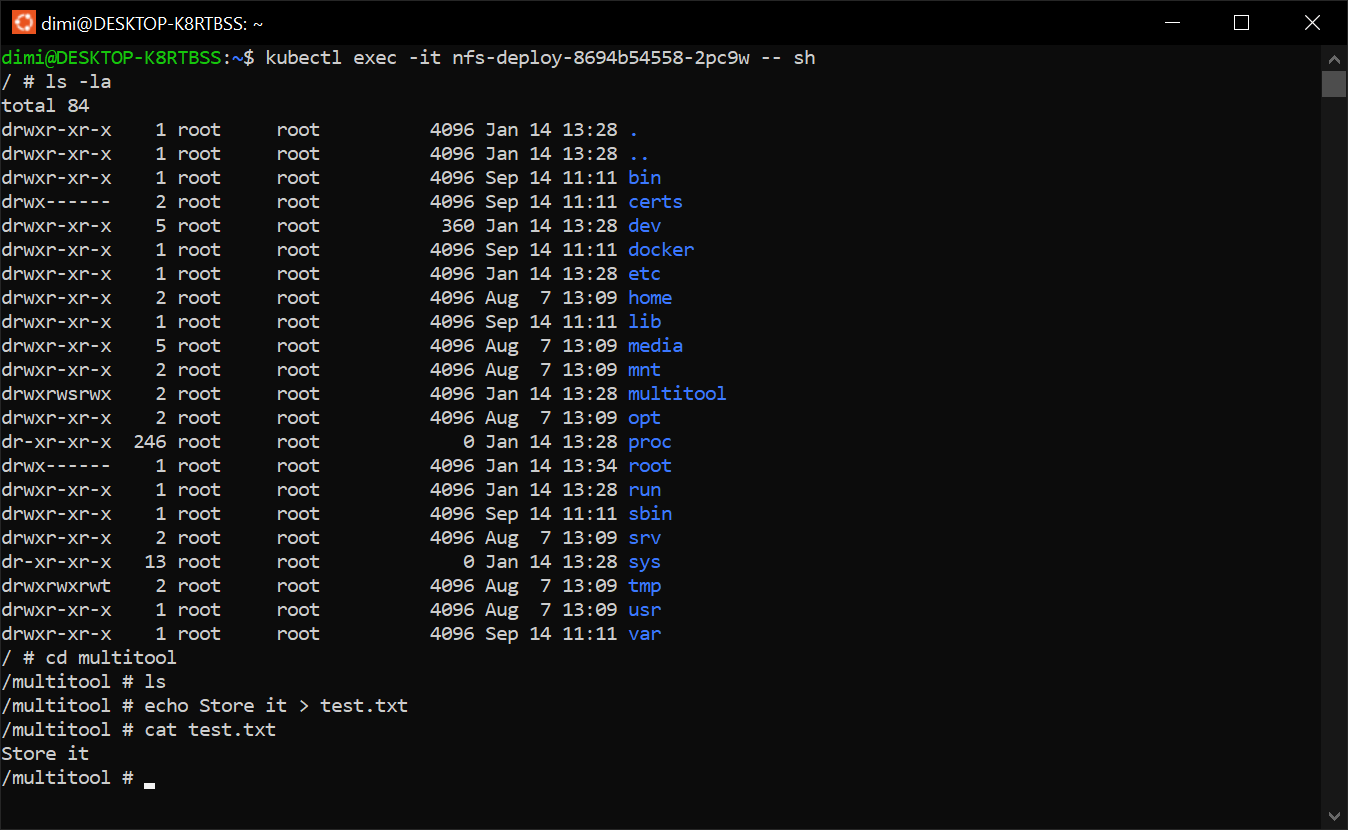 dimi@DESKTOP-K8RTBSS: ~
dimi@DESKTOP-K8RTBSS:~$ kubectl exec -it nfs-deploy-8694b54558-2pc9w -- sh
/ # ls -la
total 84
drwxr-xr-x    1 root     root          4096 Jan 14 13:28 .
drwxr-xr-x    1 root     root          4096 Jan 14 13:28 ..
drwxr-xr-x    1 root     root          4096 Sep 14 11:11 bin
drwx------    2 root     root          4096 Sep 14 11:11 certs
drwxr-xr-x    5 root     root           360 Jan 14 13:28 dev
drwxr-xr-x    1 root     root          4096 Sep 14 11:11 docker
drwxr-xr-x    1 root     root          4096 Jan 14 13:28 etc
drwxr-xr-x    2 root     root          4096 Aug  7 13:09 home
drwxr-xr-x    1 root     root          4096 Sep 14 11:11 lib
drwxr-xr-x    5 root     root          4096 Aug  7 13:09 media
drwxr-xr-x    2 root     root          4096 Aug  7 13:09 mnt
drwxrwsrwx    2 root     root          4096 Jan 14 13:28 multitool
drwxr-xr-x    2 root     root          4096 Aug  7 13:09 opt
dr-xr-xr-x  246 root     root             0 Jan 14 13:28 proc
drwx------    1 root     root          4096 Jan 14 13:34 root
drwxr-xr-x    1 root     root          4096 Jan 14 13:28 run
drwxr-xr-x    1 root     root          4096 Sep 14 11:11 sbin
drwxr-xr-x    2 root     root          4096 Aug  7 13:09 srv
dr-xr-xr-x   13 root     root             0 Jan 14 13:28 sys
drwxrwxrwt    2 root     root          4096 Aug  7 13:09 tmp
drwxr-xr-x    1 root     root          4096 Aug  7 13:09 usr
drwxr-xr-x    1 root     root          4096 Sep 14 11:11 var
/ # cd multitool
/multitool # ls
/multitool # echo Store it > test.txt
/multitool # cat test.txt
Store it
/multitool #